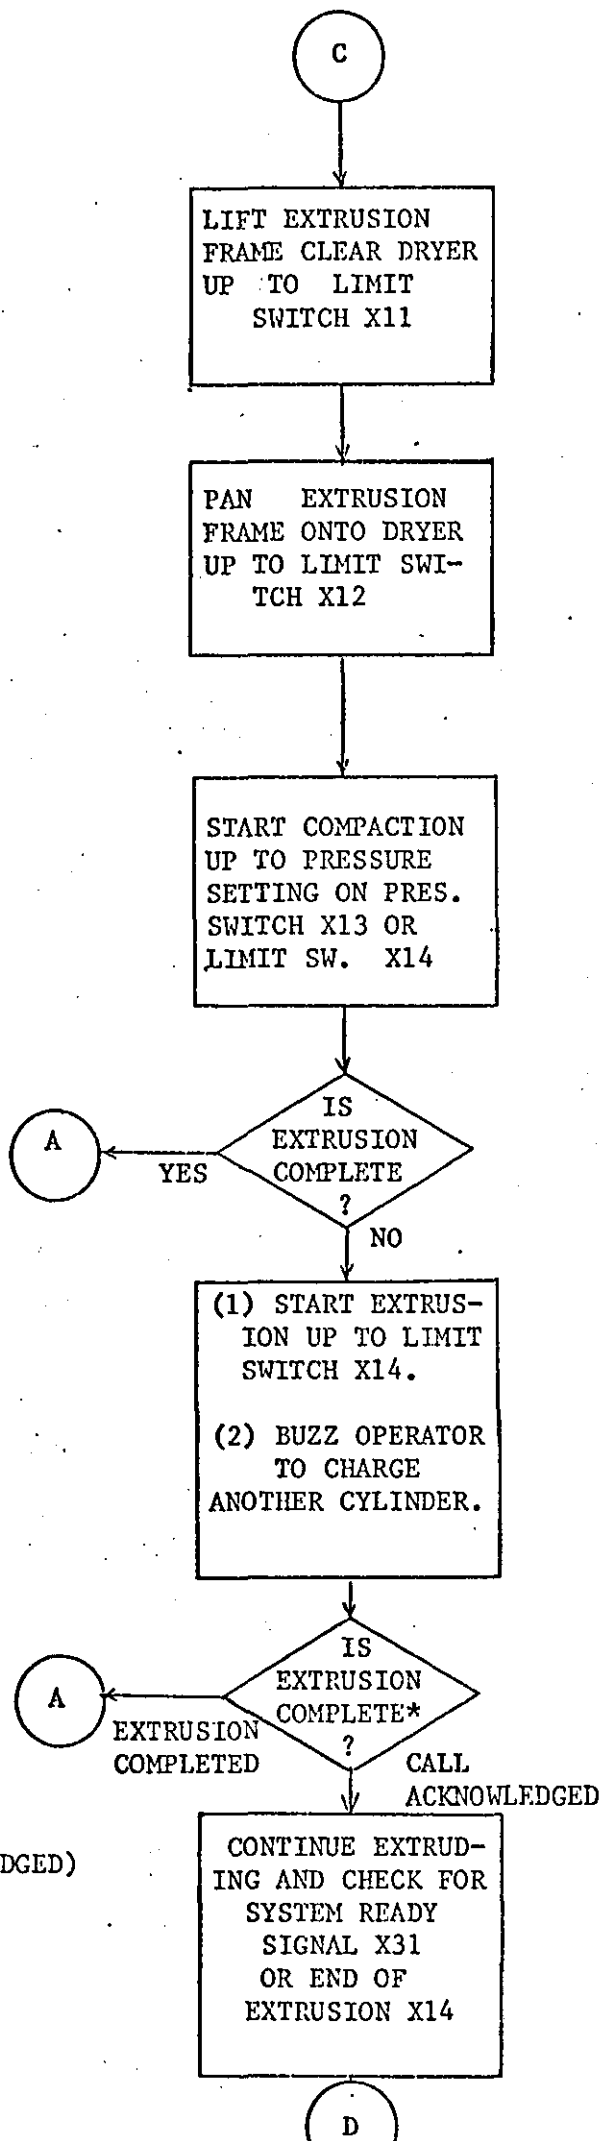 C
LIFT EXTRUSION
FRAME CLEAR DRYER
UP TO LIMIT
SWITCH X11
PAN EXTRUSION
FRAME ONTO DRYER
UP TO LIMIT SWI-
TCH X12
START COMPACTION
UP TO PRESSURE
SETTING ON PRES.
SWITCH X13 OR
LIMIT SW. X14
IS
EXTRUSION
COMPLETE
?
A
YES
NO
(1) START EXTRUS-
ION UP TO LIMIT
SWITCH X14.
(2) BUZZ OPERATOR
TO CHARGE
ANOTHER CYLINDER.
IS
EXTRUSION
COMPLETE*
?
A
EXTRUSION
COMPLETED
CALL
ACKNOWLEDGED
DGED)
CONTINUE EXTRUD-
ING AND CHECK FOR
SYSTEM READY
SIGNAL X31
OR END OF
EXTRUSION X14
D